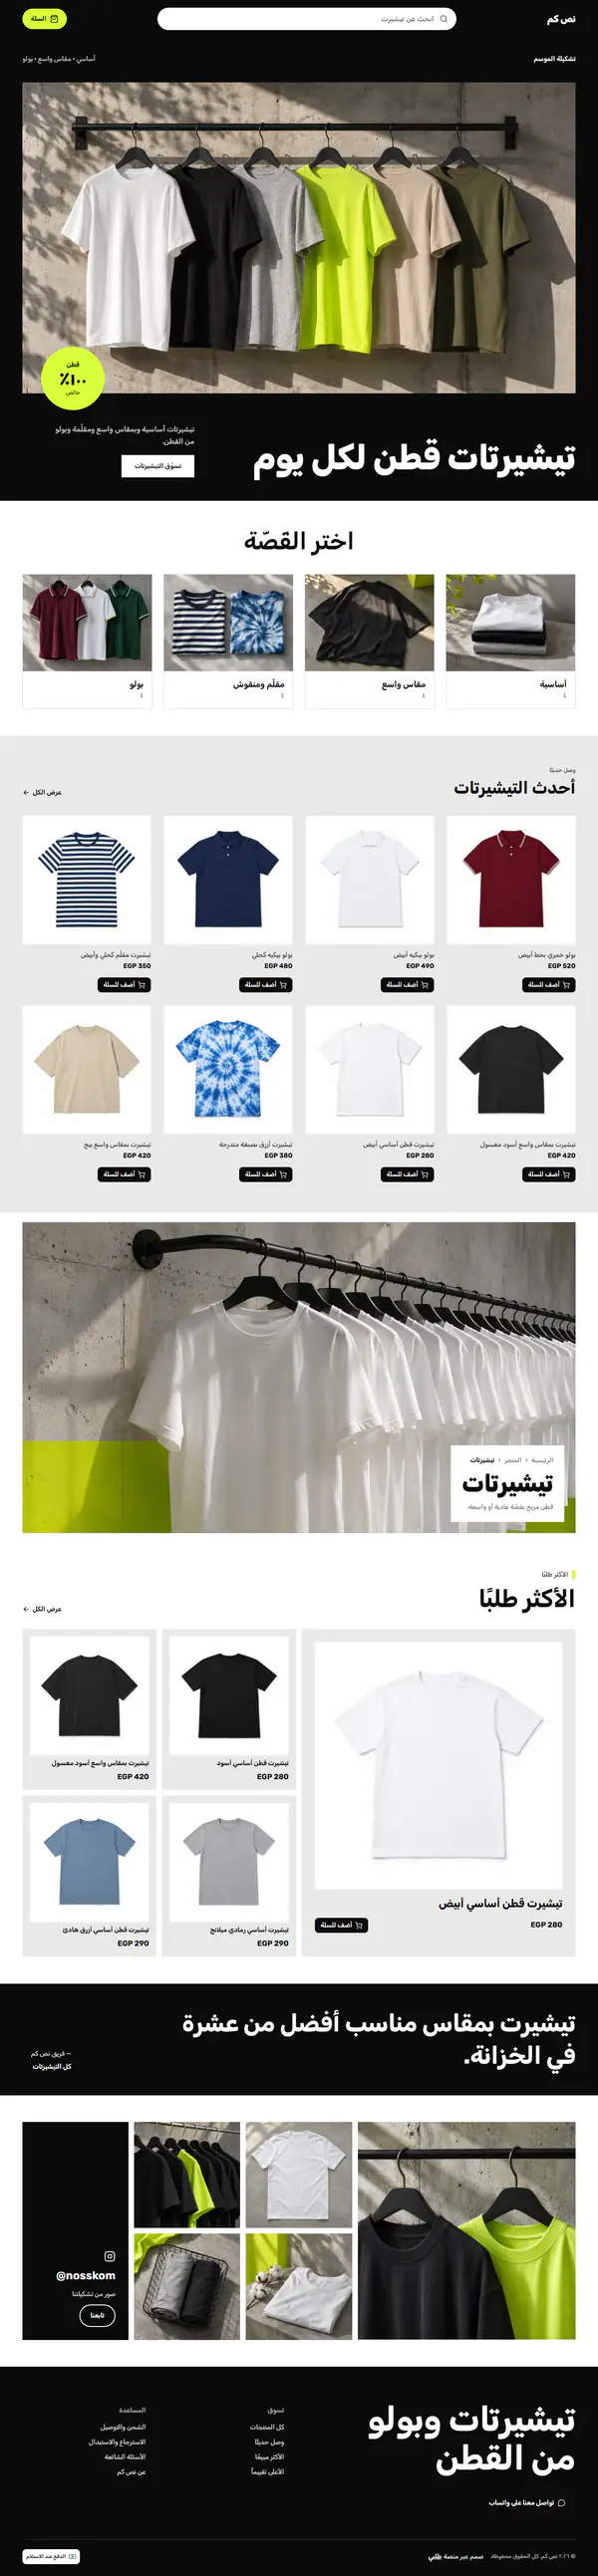 نص كم
ابحث عن تيشيرت
السلة
تشكيلة الموسم
أساسي • مقاس واسع • بولو
قطن
١٠٠٪
خالص
تيشيرتات قطن لكل يوم
تيشيرتات أساسية وبمقاس واسع ومقلّمة وبولو
من القطن.
تسوّق التيشيرتات
اختر القصّة
أساسية
٤
مقاس واسع
٤
مقلّم ومنقوش
٤
بولو
٤
وصل حديثًا
أحدث التيشيرتات
عرض الكل ←
بولو خمري بخط أبيض
EGP 520
أضف للسلة
بولو بيكيه أبيض
EGP 490
أضف للسلة
بولو بيكيه كحلي
EGP 480
أضف للسلة
تيشيرت مقلّم كحلي وأبيض
EGP 350
أضف للسلة
تيشيرت بمقاس واسع أسود مغسول
EGP 420
أضف للسلة
تيشيرت قطن أساسي أبيض
EGP 280
أضف للسلة
تيشيرت أزرق بصبغة متدرجة
EGP 380
أضف للسلة
تيشيرت بمقاس واسع بيج
EGP 420
أضف للسلة
الرئيسية › المتجر › تيشيرتات
تيشيرتات
قطن مريح بقصّة عادية أو واسعة.
الأكثر طلبًا
الأكثر طلبًا
عرض الكل ←
تيشيرت قطن أساسي أبيض
EGP 280
أضف للسلة
تيشيرت قطن أساسي أسود
EGP 280
تيشيرت بمقاس واسع أسود مغسول
EGP 420
تيشيرت أساسي رمادي ميلانج
EGP 290
تيشيرت قطن أساسي أزرق هادئ
EGP 290
تيشيرت بمقاس مناسب أفضل من عشرة
في الخزانة.
— فريق نص كم
كل التيشيرتات
@nosskom
صور من تشكيلتنا
تابعنا
تيشيرتات وبولو
من القطن
تواصل معنا على واتساب
تسوق
كل المنتجات
وصل حديثًا
الأكثر مبيعًا
الأعلى تقييماً
المساعدة
الشحن والتوصيل
الاسترجاع والاستبدال
الأسئلة الشائعة
عن نص كم
© ٢٠٢٦ نص كم. كل الحقوق محفوظة.
صمم عبر منصة طلبي
الدفع عند الاستلام